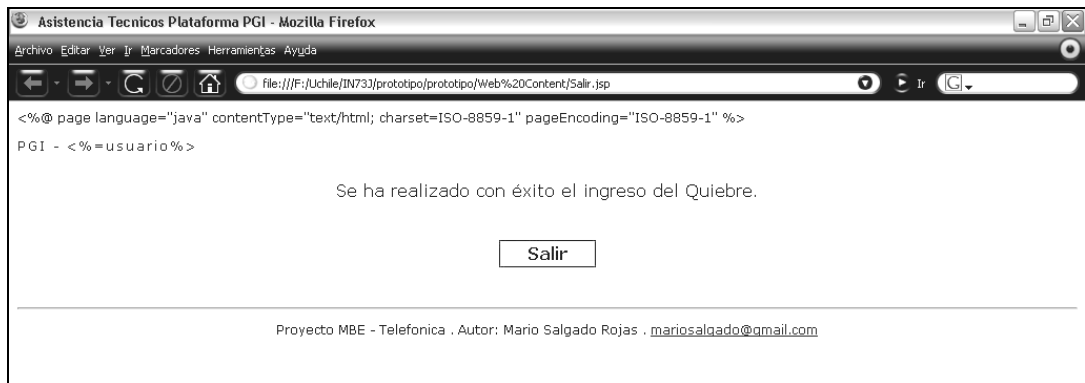 Asistencia Tecnicos Plataforma PGI - Mozilla Firefox
Archivo Editar Ver Ir Marcadores Herramientas Ayuda
file:///F:/Uchile/IN73J/prototipo/prototipo/Web%20Content/Salir.jsp Ir G
<%@ page language="java" contentType="text/html; charset=ISO-8859-1" pageEncoding="ISO-8859-1" %>
PGI - <%=usuario%>
Se ha realizado con éxito el ingreso del Quiebre.
Salir
Proyecto MBE - Telefonica . Autor: Mario Salgado Rojas . mariosalgado@gmail.com